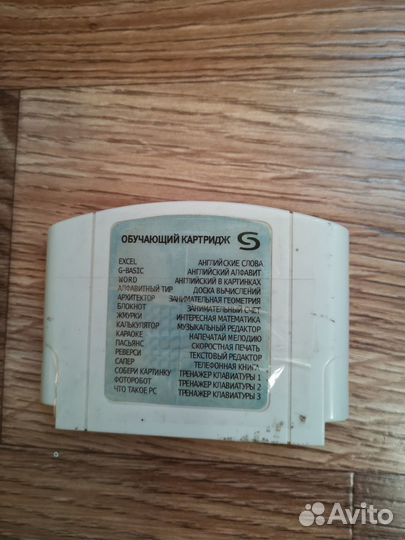 ОБУЧАЮЩИЙ КАРТРИДЖ S
EXCEL АНГЛИЙСКИЕ СЛОВА
G-BASIC АНГЛИЙСКИЙ АЛФАВИТ
WORD АНГЛИЙСКИЙ В КАРТИНКАХ
АЛФАВИТНЫЙ ТИР ДОСКА ВЫЧИСЛЕНИЙ
АРХИТЕКТОР ЗАНИМАТЕЛЬНАЯ ГЕОМЕТРИЯ
БЛОКНОТ ЗАНИМАТЕЛЬНЫЙ СЧЕТ
ЖМУРКИ ИНТЕРЕСНАЯ МАТЕМАТИКА
КАЛЬКУЛЯТОР МУЗЫКАЛЬНЫЙ РЕДАКТОР
КАРАОКЕ НАПЕЧАТАЙ МЕЛОДИЮ
ПАСЬЯНС СКОРОСТНАЯ ПЕЧАТЬ
РЕВЕРСИ ТЕКСТОВЫЙ РЕДАКТОР
САПЕР ТЕЛЕФОННАЯ КНИГА
СОБЕРИ КАРТИНКУ ТРЕНАЖЕР КЛАВИАТУРЫ 1
ФОТОРОБОТ ТРЕНАЖЕР КЛАВИАТУРЫ 2
ЧТО ТАКОЕ PC ТРЕНАЖЕР КЛАВИАТУРЫ 3
Avito